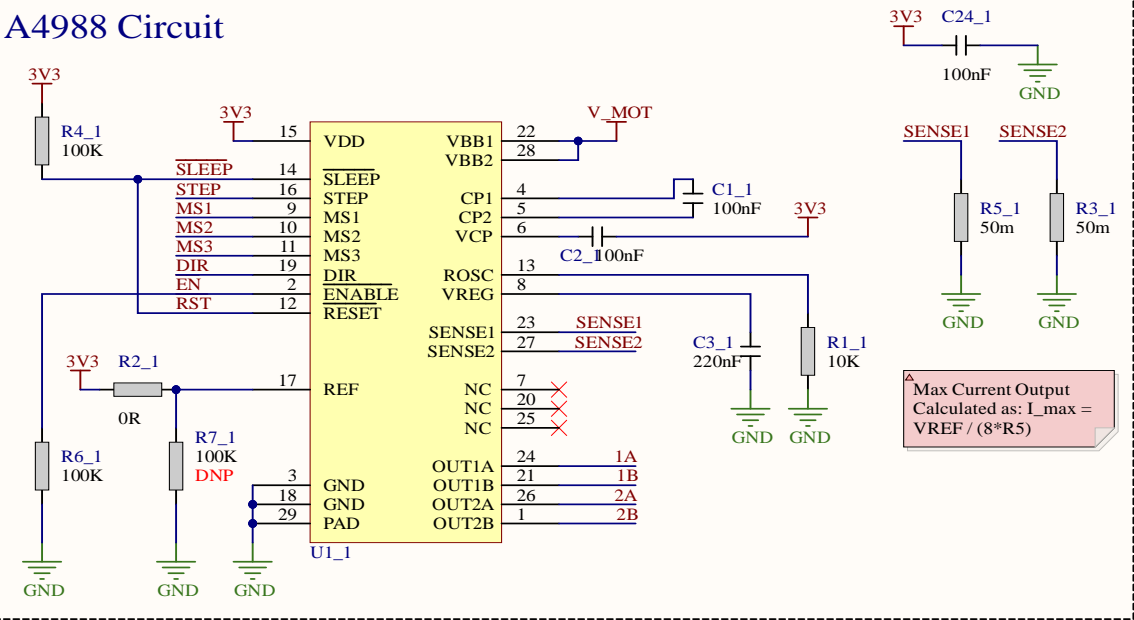 A4988 Circuit
3V3
C24_1
100nF
GND
3V3
R4_1
100K
3V3
15
VDD
SLEEP
14
SLEEP
STEP
16
STEP
MS1
9
MS1
MS2
10
MS2
MS3
11
MS3
DIR
19
DIR
EN
2
ENABLE
RST
12
RESET
3V3
R2_1
0R
17
REF
R6_1
100K
R7_1
100K
DNP
3
GND
18
GND
29
PAD
GND
GND
GND
U1_1
VBB1
22
V_MOT
VBB2
28
CP1
4
CP2
5
C1_1
100nF
VCP
6
C2_1
100nF
3V3
ROSC
13
VREG
8
SENSE1
23
SENSE1
SENSE2
27
SENSE2
C3_1
220nF
R1_1
10K
GND
GND
NC
7
NC
20
NC
25
OUT1A
24
1A
OUT1B
21
1B
OUT2A
26
2A
OUT2B
1
2B
SENSE1
SENSE2
R5_1
50m
R3_1
50m
GND
GND
Max Current Output
Calculated as: I_max =
VREF / (8*R5)